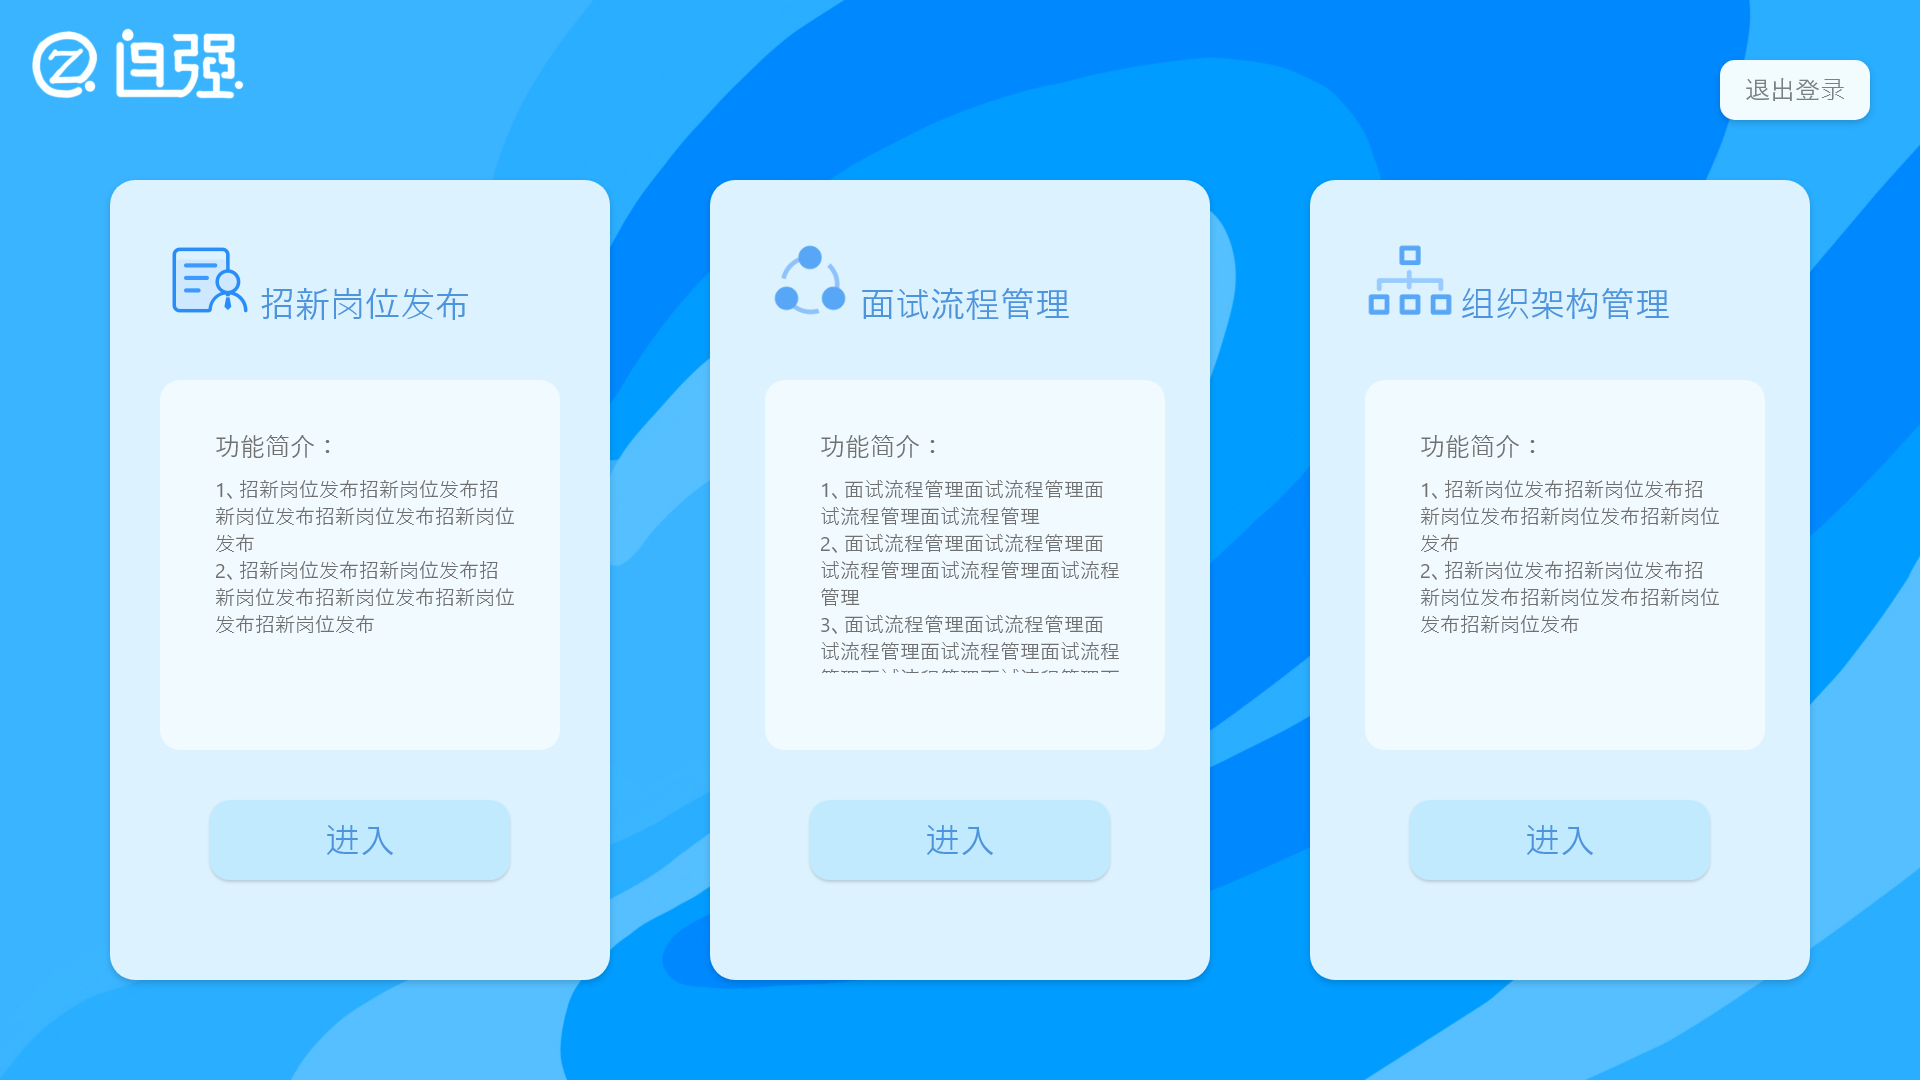 自强
退出登录
招新岗位发布
功能简介：
1、招新岗位发布招新岗位发布招
新岗位发布招新岗位发布招新岗位
发布
2、招新岗位发布招新岗位发布招
新岗位发布招新岗位发布招新岗位
发布招新岗位发布
进入
面试流程管理
功能简介：
1、面试流程管理面试流程管理面
试流程管理面试流程管理
2、面试流程管理面试流程管理面
试流程管理面试流程管理面试流程
管理
3、面试流程管理面试流程管理面
试流程管理面试流程管理面试流程
进入
组织架构管理
功能简介：
1、招新岗位发布招新岗位发布招
新岗位发布招新岗位发布招新岗位
发布
2、招新岗位发布招新岗位发布招
新岗位发布招新岗位发布招新岗位
发布招新岗位发布
进入